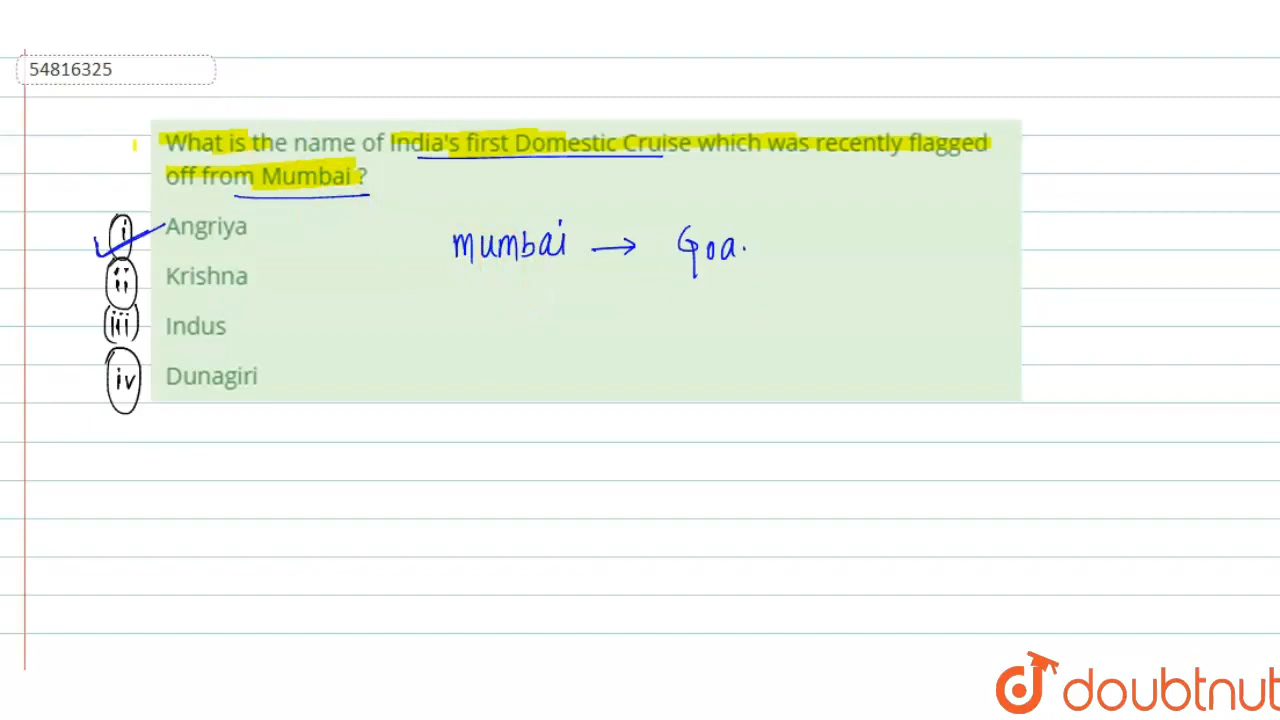 54816325
What is the name of India's first Domestic Cruise which was recently flagged
off from Mumbai ?
i Angriya
mumbai → Goa.
ii Krishna
iii Indus
iv Dunagiri
doubtnut